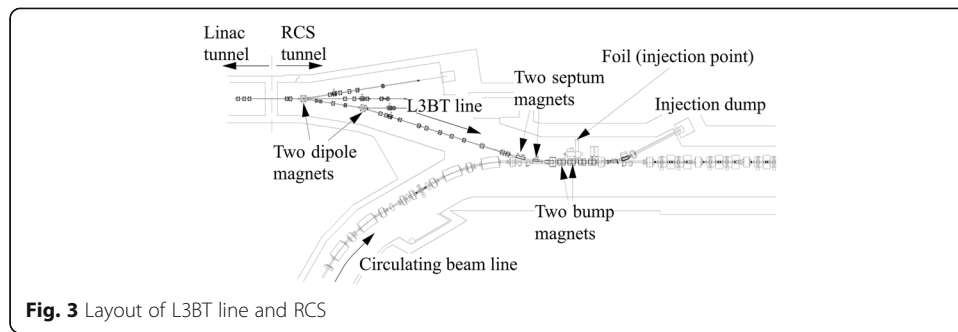 Linac
tunnel
RCS
tunnel
Foil (injection point)
Two septum
magnets
L3BT line
Injection dump
Two dipole
magnets
Two bump
magnets
Circulating beam line
Fig. 3 Layout of L3BT line and RCS